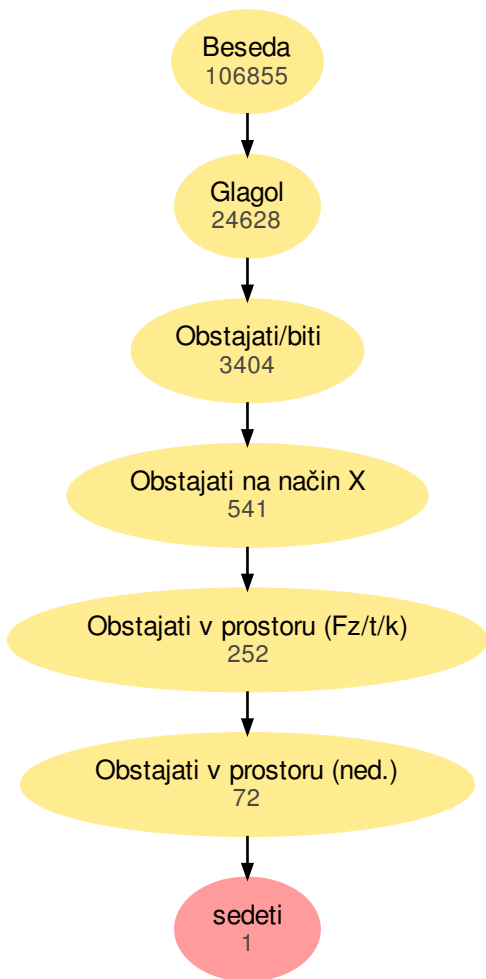 Beseda
106855
Glagol
24628
Obstajati/biti
3404
Obstajati na način X
541
Obstajati v prostoru (Fz/t/k)
252
Obstajati v prostoru (ned.)
72
sedeti
1